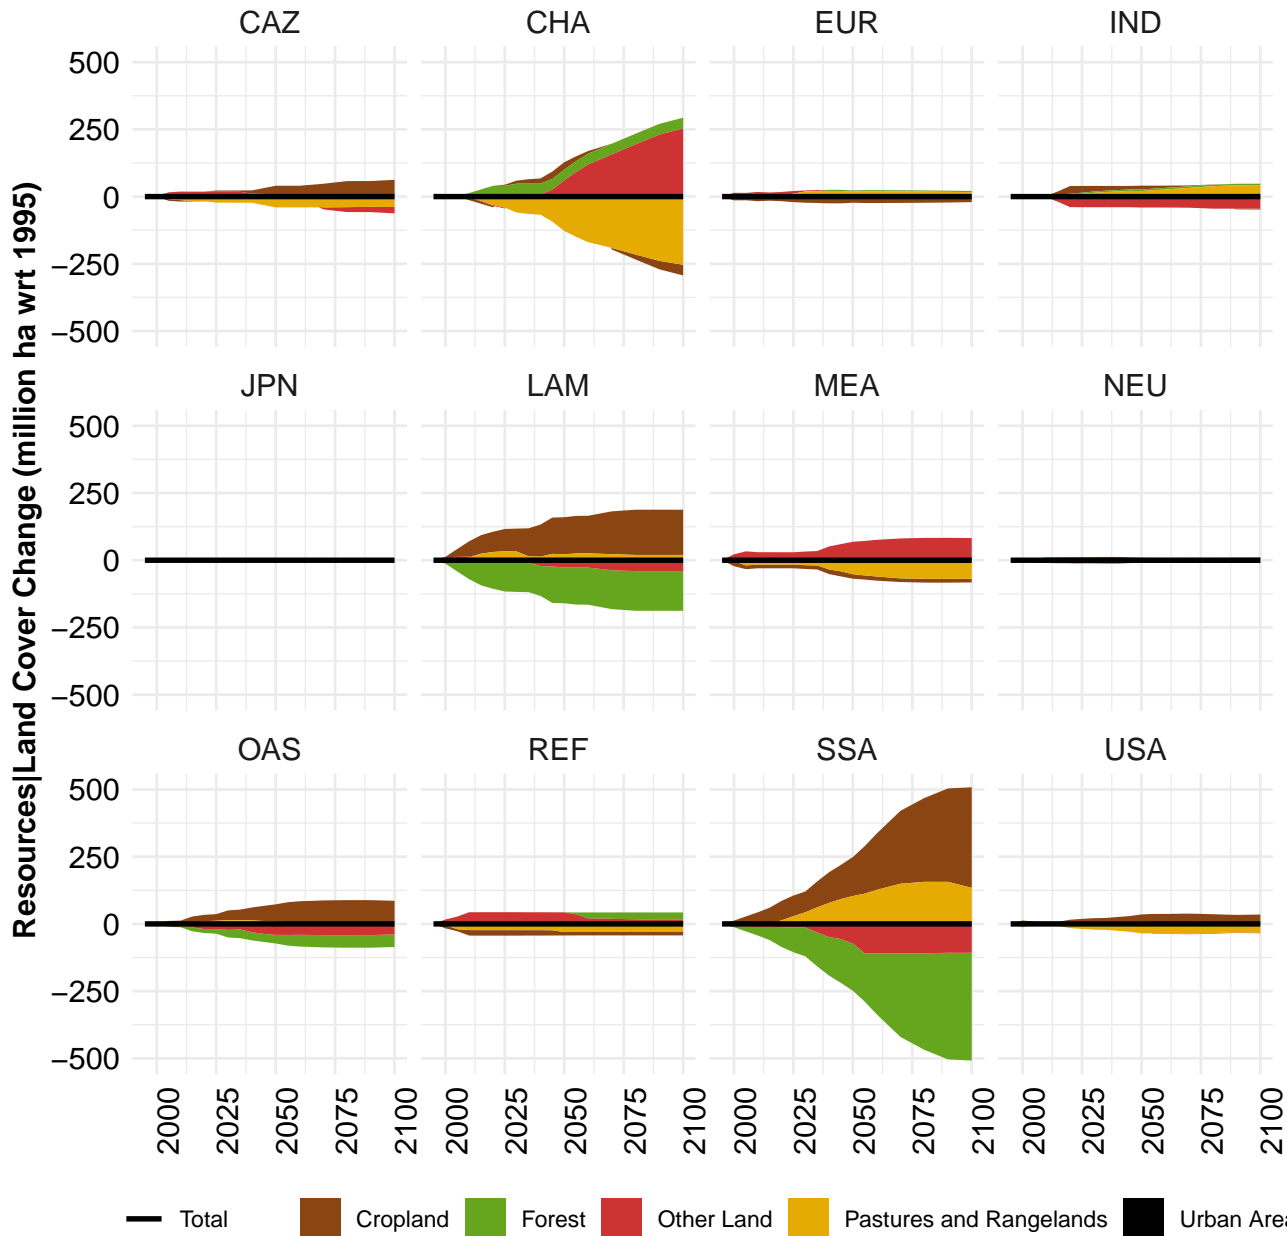 CAZ CHA EUR IND
500
250
0
−250
−500
JPN LAM MEA NEU
500
250
0
−250
−500
OAS REF SSA USA
500
250
0
−250
−500
2000 2025 2050 2075 2100 2000 2025 2050 2075 2100 2000 2025 2050 2075 2100 2000 2025 2050 2075 2100
Resources|Land Cover Change (million ha wrt 1995)
Total Cropland Forest Other Land Pastures and Rangelands Urban Area